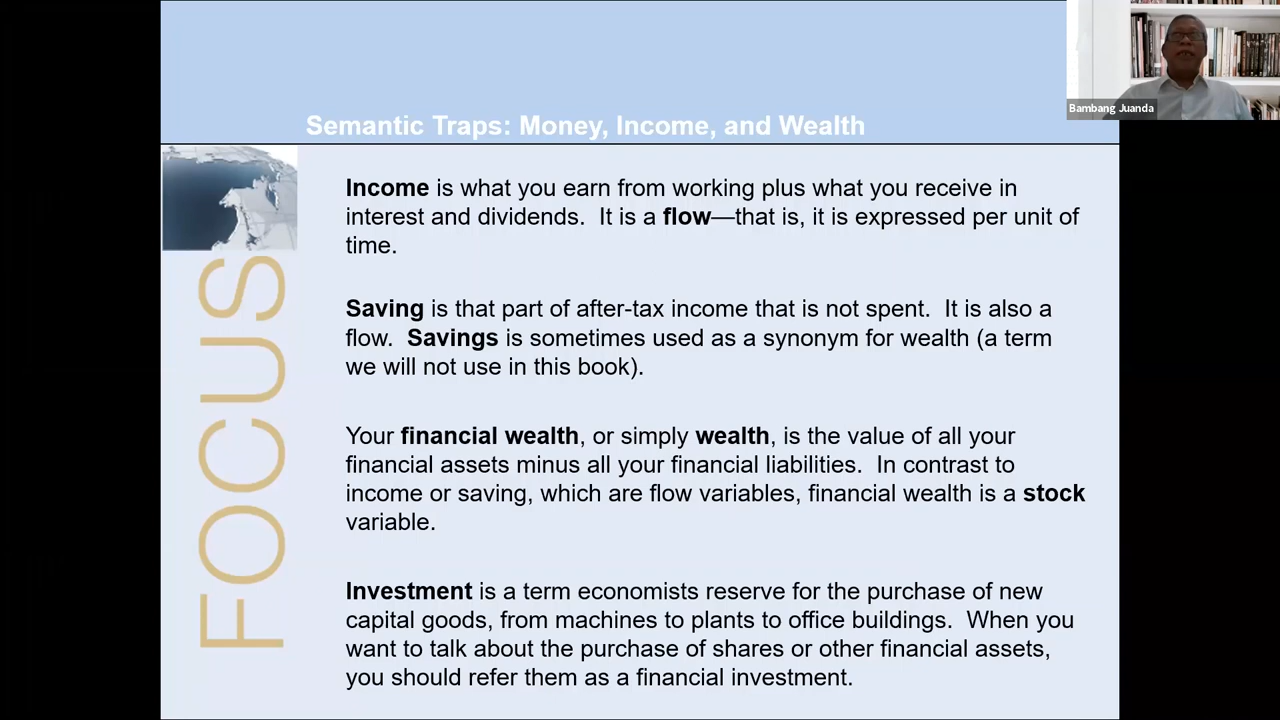 Bambang Juanda
Semantic Traps: Money, Income, and Wealth
FOCUS
Income is what you earn from working plus what you receive in
interest and dividends.  It is a flow—that is, it is expressed per unit of
time.
Saving is that part of after-tax income that is not spent.  It is also a
flow.  Savings is sometimes used as a synonym for wealth (a term
we will not use in this book).
Your financial wealth, or simply wealth, is the value of all your
financial assets minus all your financial liabilities.  In contrast to
income or saving, which are flow variables, financial wealth is a stock
variable.
Investment is a term economists reserve for the purchase of new
capital goods, from machines to plants to office buildings.  When you
want to talk about the purchase of shares or other financial assets,
you should refer them as a financial investment.